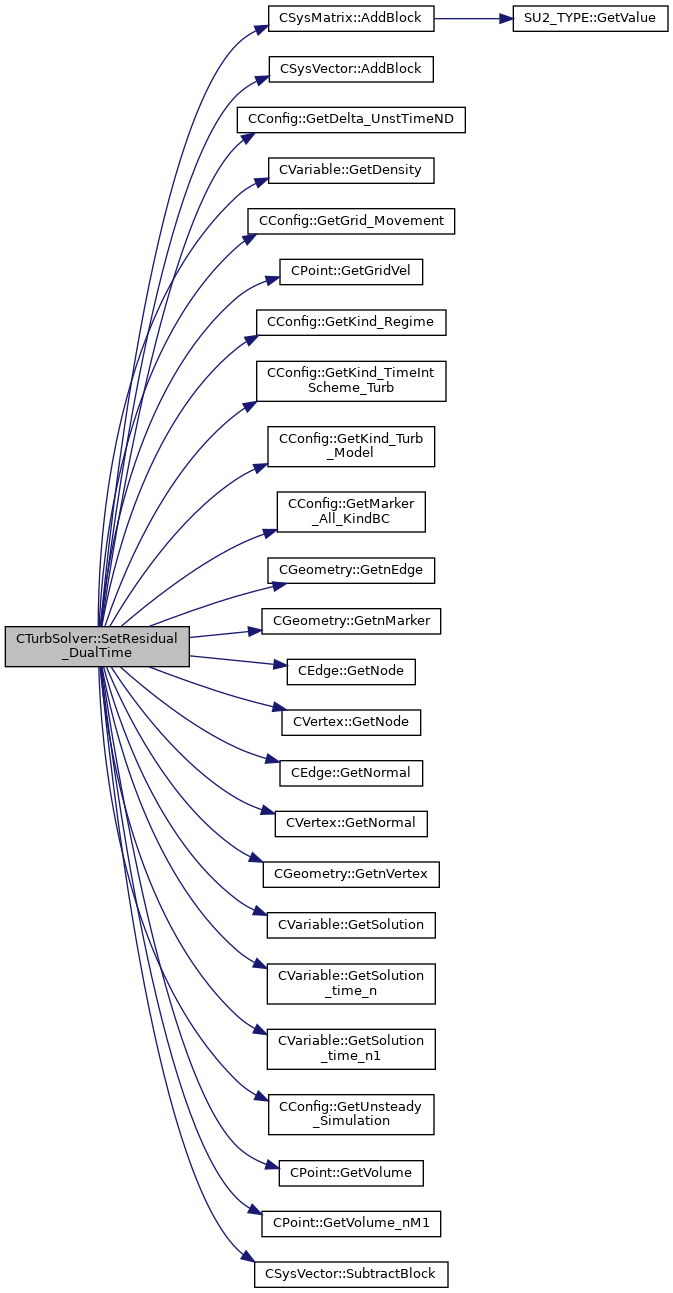 CSysMatrix::AddBlock
SU2_TYPE::GetValue
CSysVector::AddBlock
CConfig::GetDelta_UnstTimeND
CVariable::GetDensity
CConfig::GetGrid_Movement
CPoint::GetGridVel
CConfig::GetKind_Regime
CConfig::GetKind_TimeInt
Scheme_Turb
CConfig::GetKind_Turb
_Model
CConfig::GetMarker
_All_KindBC
CGeometry::GetnEdge
CGeometry::GetnMarker
CTurbSolver::SetResidual
_DualTime
CEdge::GetNode
CVertex::GetNode
CEdge::GetNormal
CVertex::GetNormal
CGeometry::GetnVertex
CVariable::GetSolution
CVariable::GetSolution
_time_n
CVariable::GetSolution
_time_n1
CConfig::GetUnsteady
_Simulation
CPoint::GetVolume
CPoint::GetVolume_nM1
CSysVector::SubtractBlock